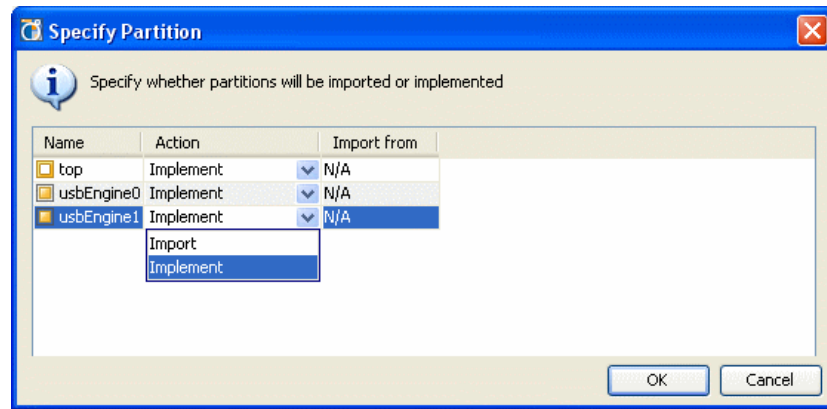 Specify Partition
Specify whether partitions will be imported or implemented
Name Action Import from
top Implement N/A
usbEngine0 Implement N/A
usbEngine1 Implement N/A
Import
Implement
OK Cancel